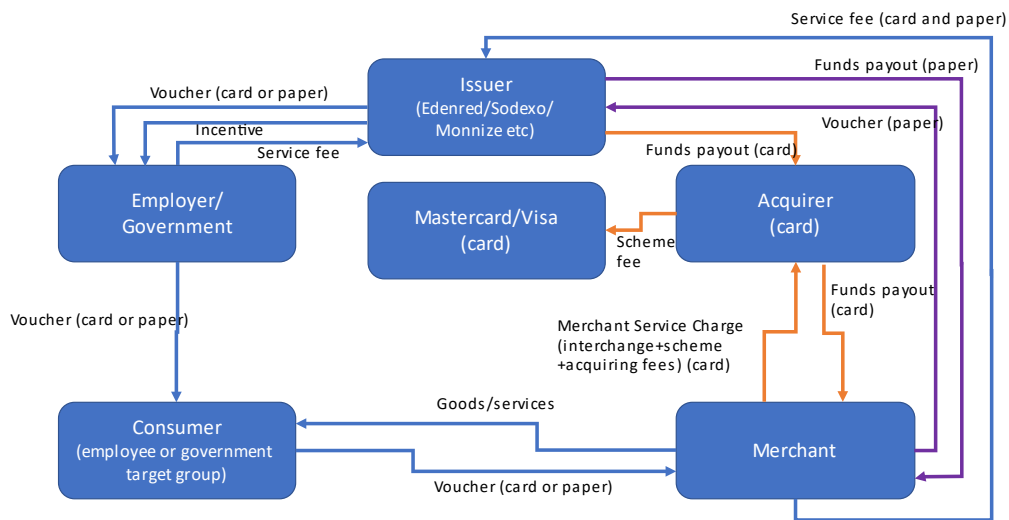 Service fee (card and paper)
Issuer
(Edenred/Sodexo/
Monnize etc)
Funds payout (paper)
Voucher (card or paper)
Incentive
Service fee
Voucher (paper)
Funds payout (card)
Employer/
Government
Mastercard/Visa
(card)
Acquirer
(card)
Scheme
fee
Funds payout
(card)
Voucher (card or paper)
Merchant Service Charge
(interchange+scheme
+acquiring fees) (card)
Goods/services
Consumer
(employee or government
target group)
Merchant
Voucher (card or paper)